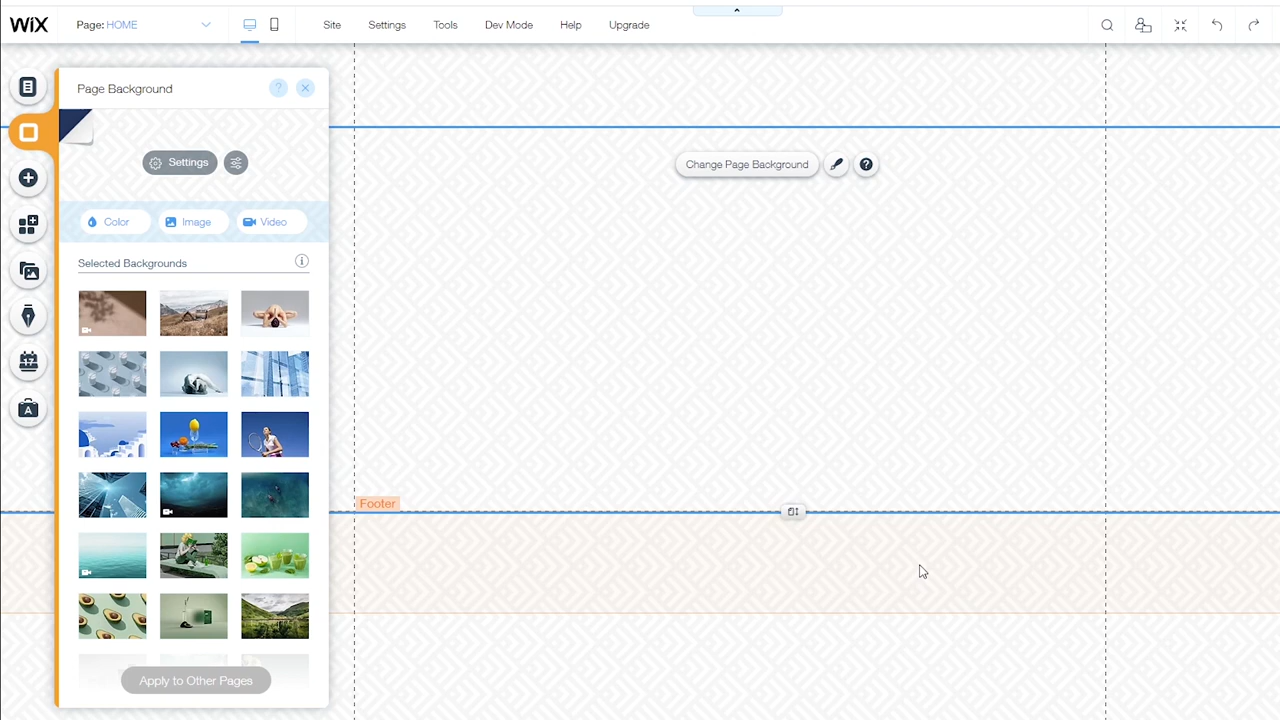 WiX
Page: HOME
Site
Settings
Tools
Dev Mode
Help
Upgrade
Page Background
?
Settings
Change Page Background
?
Color
Image
Video
Selected Backgrounds
i
17
A
Footer
Apply to Other Pages